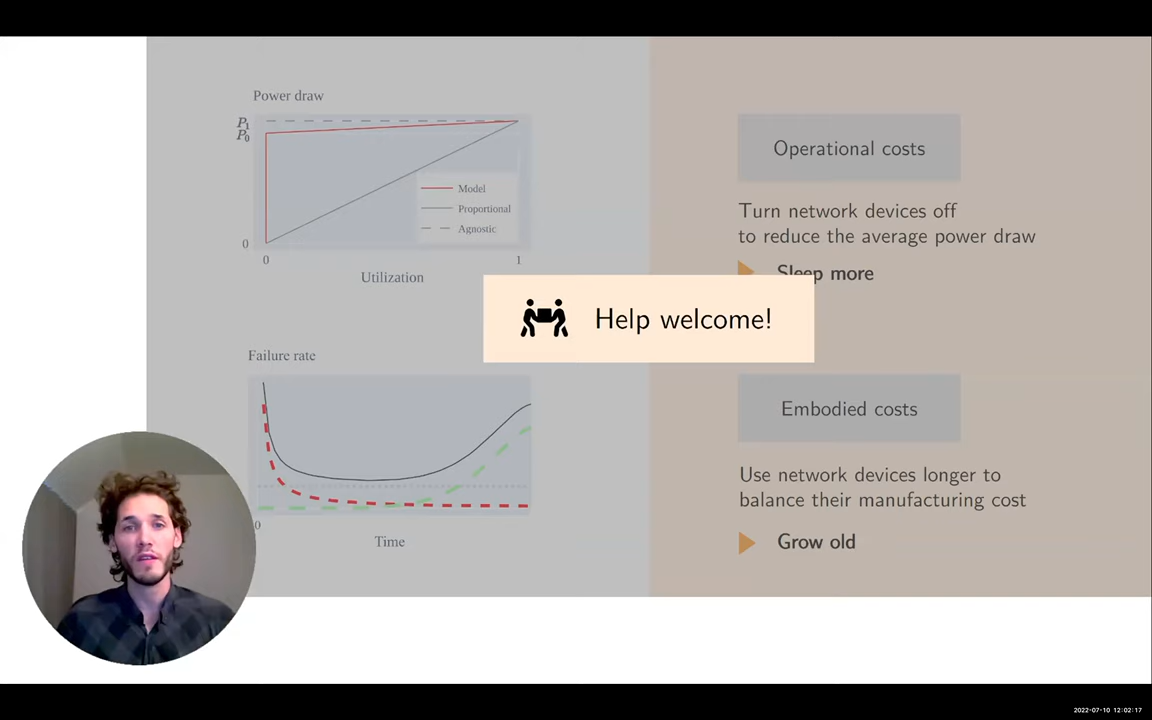 Power draw
P1
P0
0
Model
Proportional
Agnostic
0
1
Utilization
Failure rate
0
Time
Operational costs
Turn network devices off
to reduce the average power draw
Sleep more
Help welcome!
Embodied costs
Use network devices longer to
balance their manufacturing cost
Grow old
2022-07-10 12:02:17